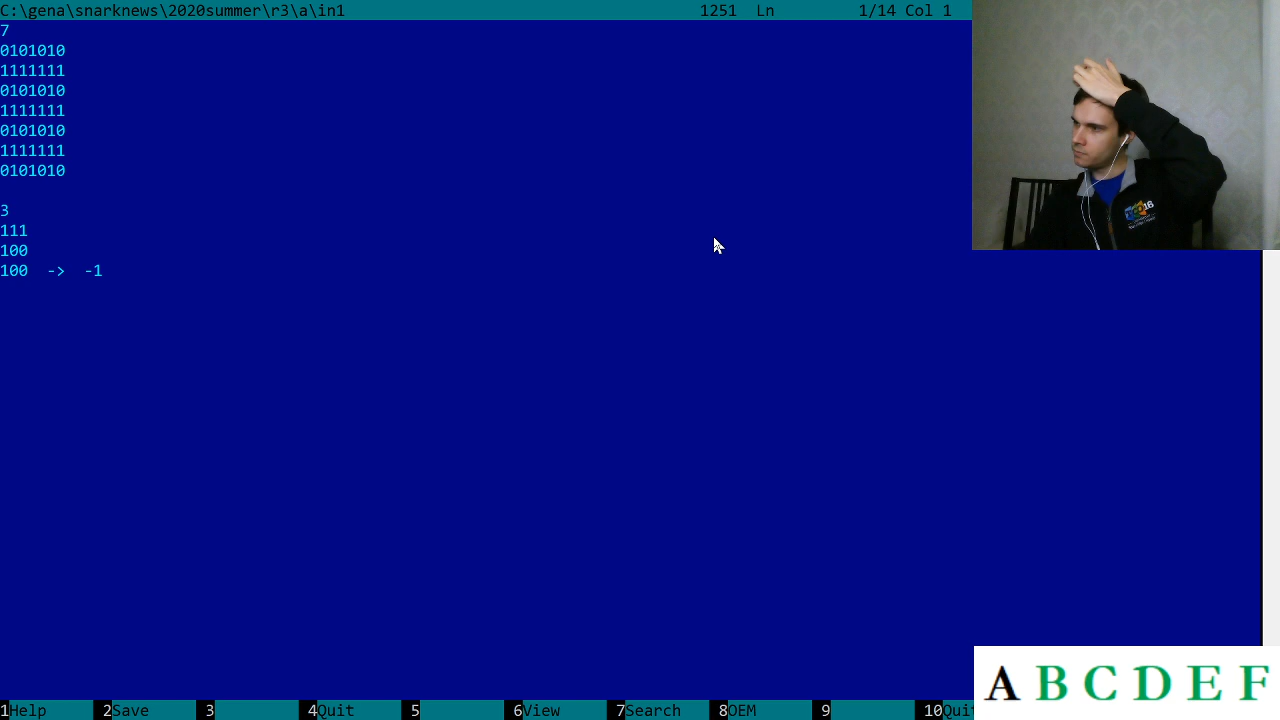 C:\gena\snarknews\2020summer\r3\a\in1 1251 Ln 1/14 Col 1
7
0101010
1111111
0101010
1111111
0101010
1111111
0101010
3
111
100
100 -> -1
1Help 2Save 3 4Quit 5 6View 7Search 8OEM 9 10Quit
A B C D E F